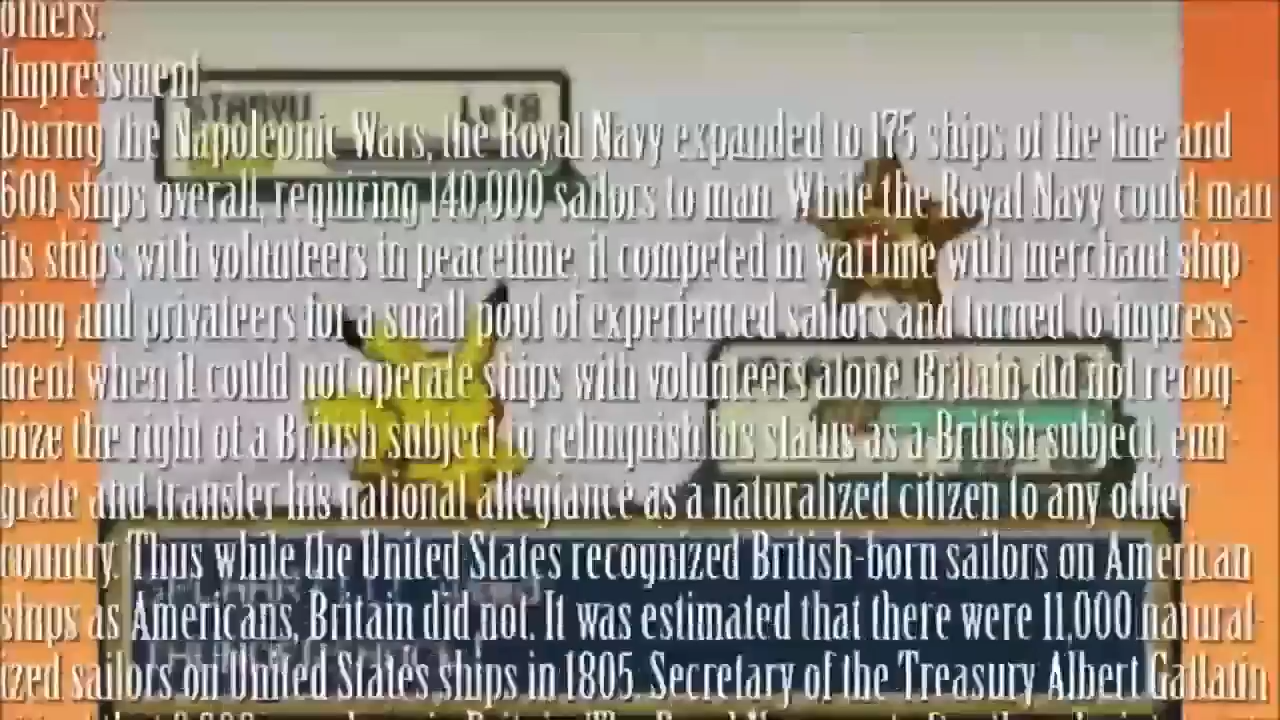 others.
Impressment
STARYU Lv18
During the Napoleonic Wars, the Royal Navy expanded to 175 ships of the line and
600 ships overall, requiring 140,000 sailors to man. While the Royal Navy could man
its ships with volunteers in peacetime, it competed in wartime with merchant ship-
ping and privateers for a small pool of experienced sailors and turned to impress-
ment when it could not operate ships with volunteers alone. Britain did not recog-
nize the right of a British subject to relinquish his status as a British subject, emi-
grate and transfer his national allegiance as a naturalized citizen to any other
country. Thus while the United States recognized British-born sailors on American
ships as Americans, Britain did not. It was estimated that there were 11,000 natural-
ized sailors on United States ships in 1805. Secretary of the Treasury Albert Gallatin